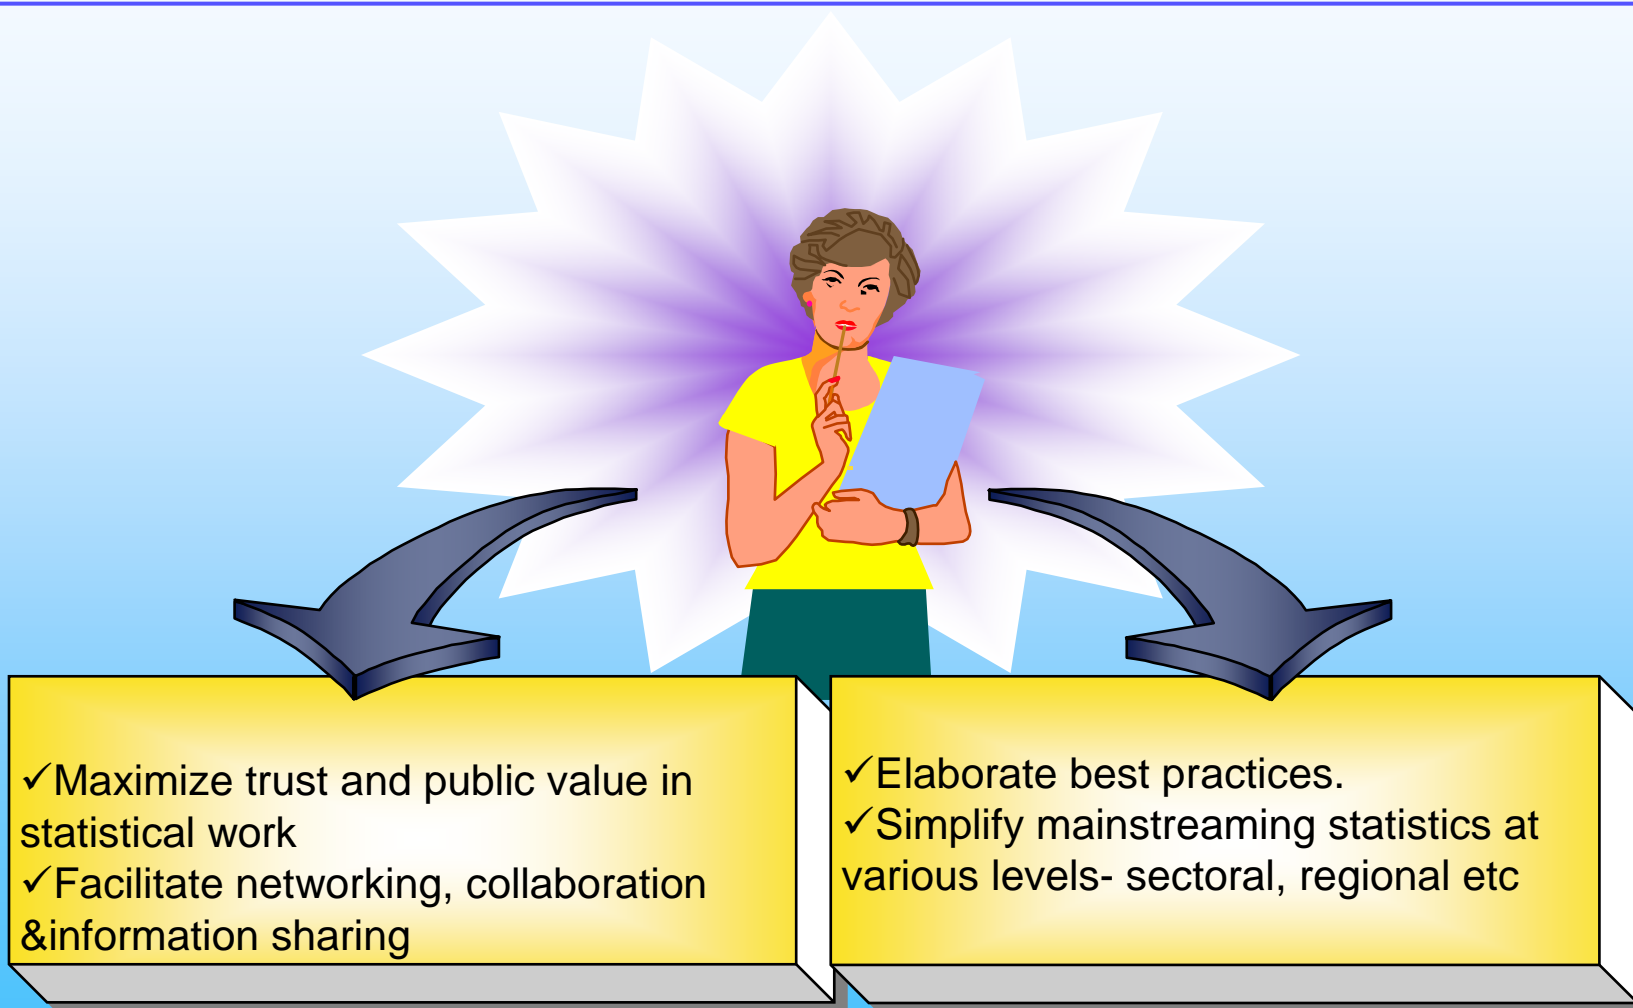 ✓Maximize trust and public value in
statistical work
✓Facilitate networking, collaboration
&information sharing
✓Elaborate best practices.
✓Simplify mainstreaming statistics at
various levels- sectoral, regional etc